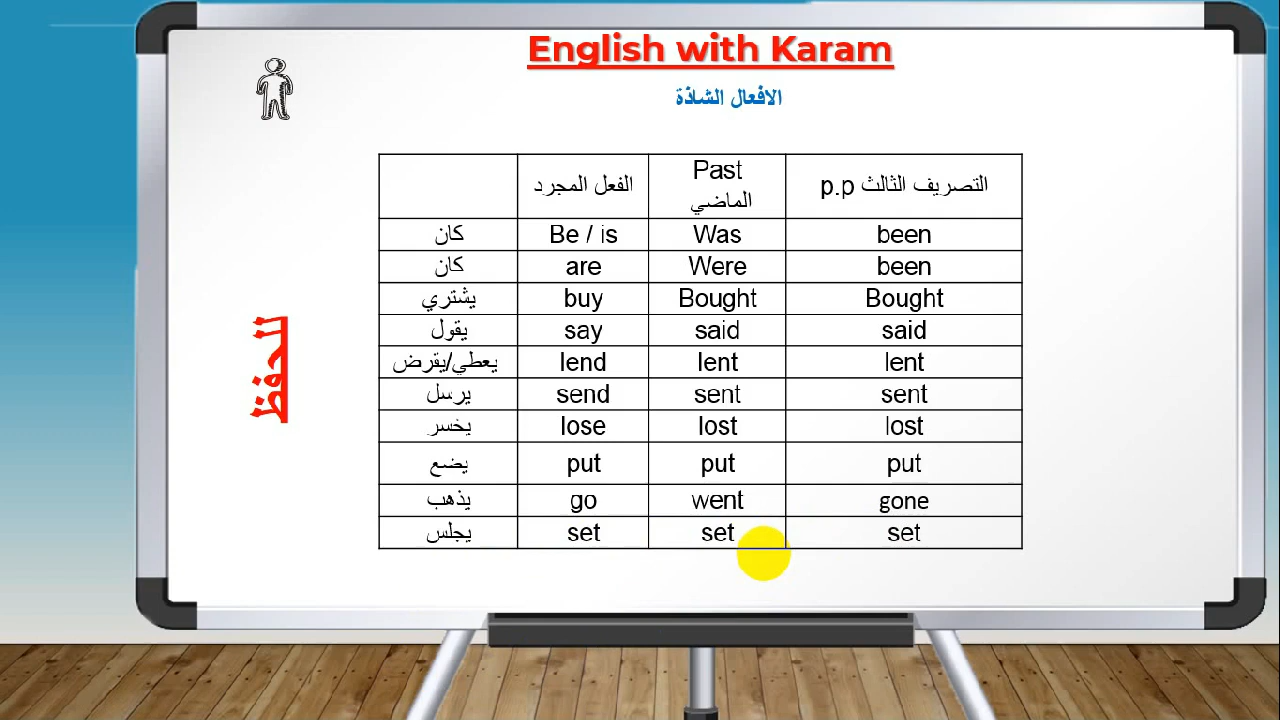 English with Karam
الافعال الشاذة
الفعل المجرد Past الماضي التصريف الثالث p.p
كان Be / is Was been
كان are Were been
يشتري buy Bought Bought
يقول say said said
يعطي/يقرض lend lent lent
يرسل send sent sent
يخسر lose lost lost
يضع put put put
يذهب go went gone
يجلس set set set
للحفظ